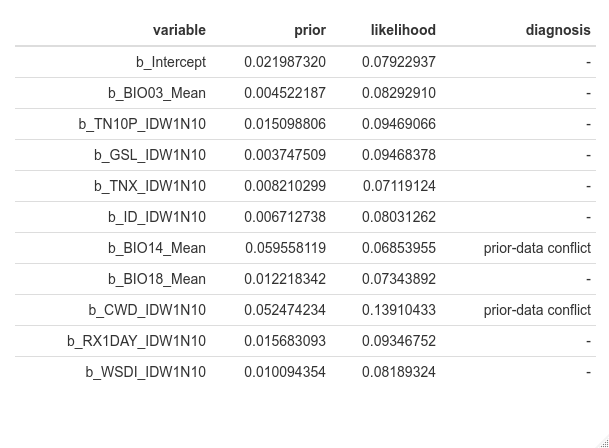 variable prior likelihood diagnosis
b_Intercept 0.021987320 0.07922937 -
b_BIO03_Mean 0.004522187 0.08292910 -
b_TN10P_IDW1N10 0.015098806 0.09469066 -
b_GSL_IDW1N10 0.003747509 0.09468378 -
b_TNX_IDW1N10 0.008210299 0.07119124 -
b_ID_IDW1N10 0.006712738 0.08031262 -
b_BIO14_Mean 0.059558119 0.06853955 prior-data conflict
b_BIO18_Mean 0.012218342 0.07343892 -
b_CWD_IDW1N10 0.052474234 0.13910433 prior-data conflict
b_RX1DAY_IDW1N10 0.015683093 0.09346752 -
b_WSDI_IDW1N10 0.010094354 0.08189324 -